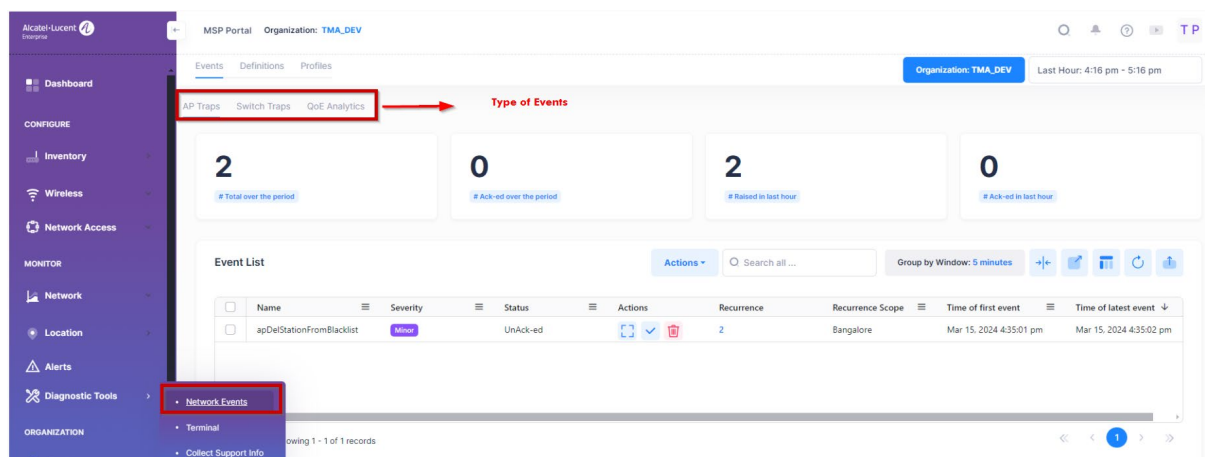 Alcatel-Lucent
Enterprise
MSP Portal Organization: TMA_DEV
T P
Events Definitions Profiles
Organization: TMA_DEV
Last Hour: 4:16 pm - 5:16 pm
AP Traps Switch Traps QoE Analytics
Type of Events
Dashboard
CONFIGURE
Inventory
Wireless
Network Access
MONITOR
Network
Location
Alerts
Diagnostic Tools
ORGANIZATION
Network Events
Terminal
Collect Support Info
2
# Total over the period
0
# Ack-ed over the period
2
# Raised in last hour
0
# Ack-ed in last hour
Event List
Actions
Search all ...
Group by Window: 5 minutes
Name Severity Status Actions Recurrence Recurrence Scope Time of first event Time of latest event
apDelStationFromBlacklist Minor UnAck-ed 2 Bangalore Mar 15, 2024 4:35:01 pm Mar 15, 2024 4:35:02 pm
1 - 1 of 1 records
1